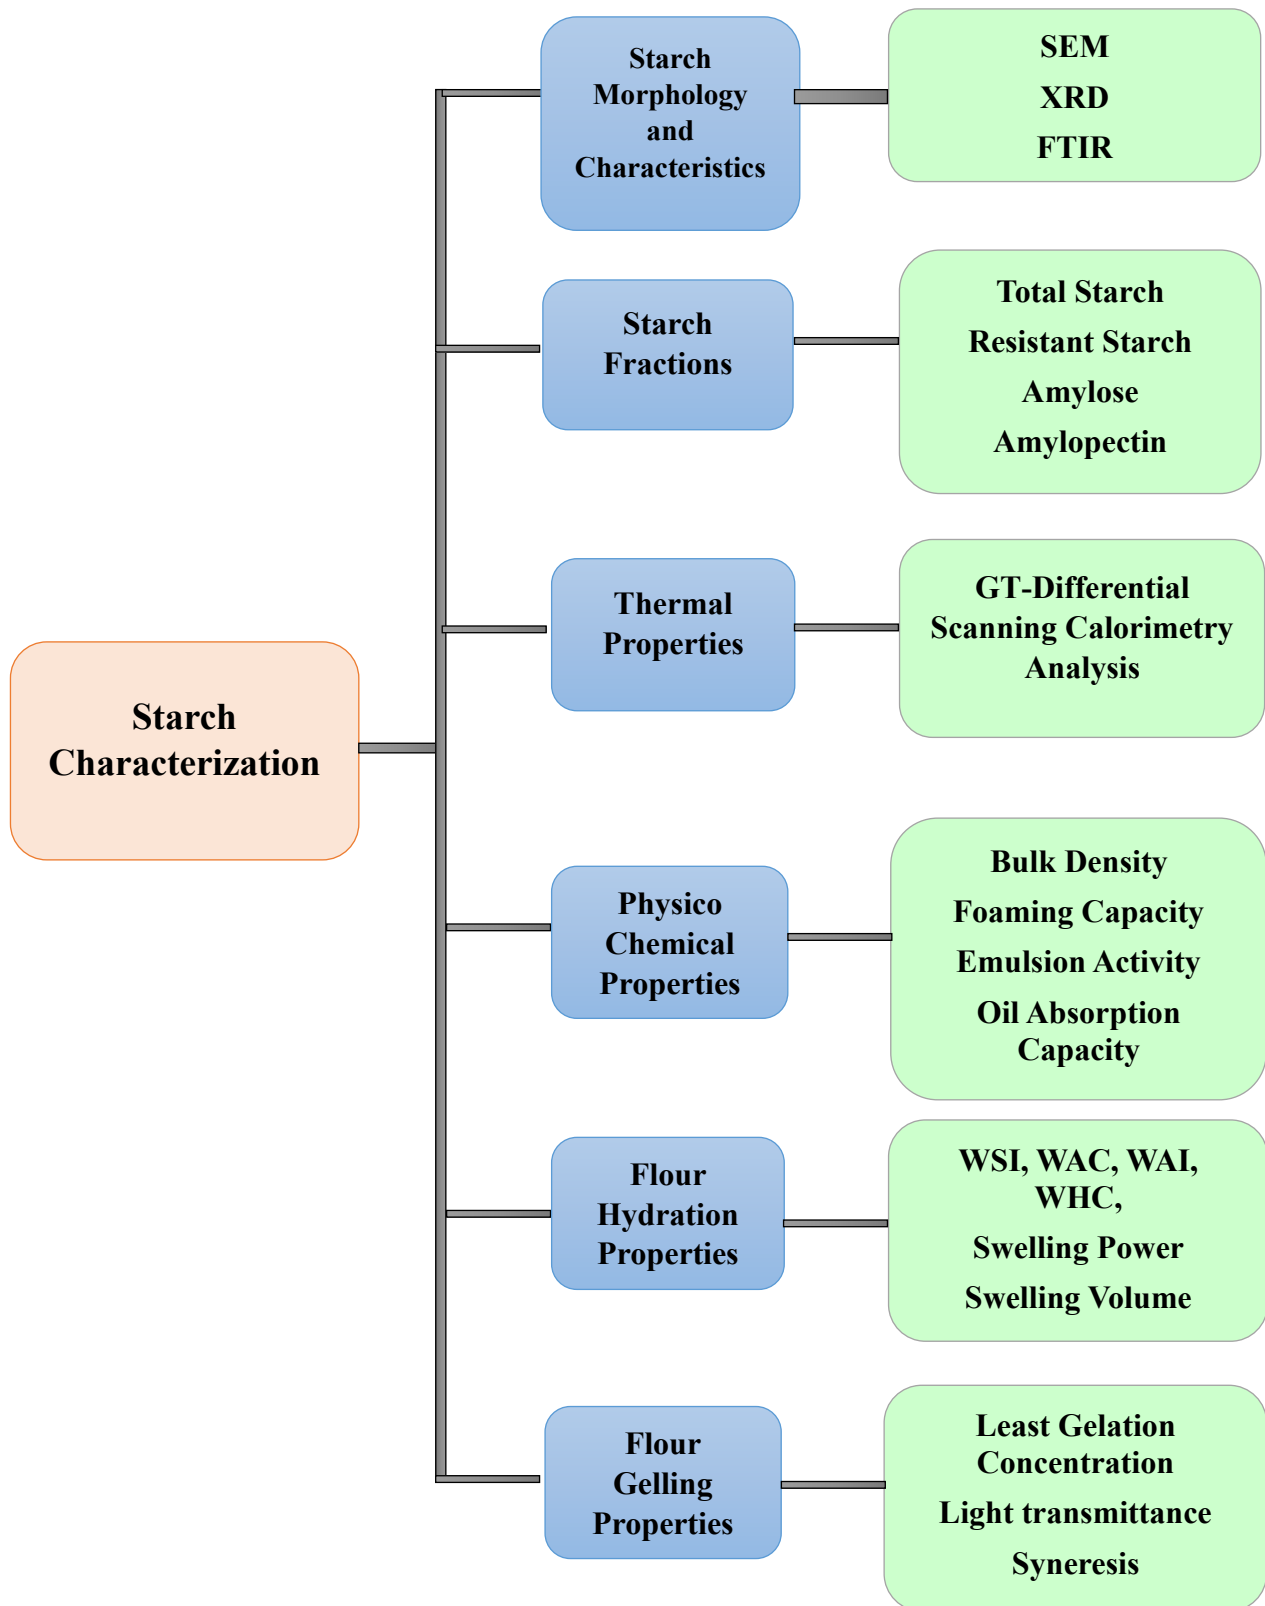 Starch
Characterization
Starch
Morphology
and
Characteristics
SEM
XRD
FTIR
Starch
Fractions
Total Starch
Resistant Starch
Amylose
Amylopectin
Thermal
Properties
GT-Differential
Scanning Calorimetry
Analysis
Physico
Chemical
Properties
Bulk Density
Foaming Capacity
Emulsion Activity
Oil Absorption
Capacity
Flour
Hydration
Properties
WSI, WAC, WAI,
WHC,
Swelling Power
Swelling Volume
Flour
Gelling
Properties
Least Gelation
Concentration
Light transmittance
Syneresis